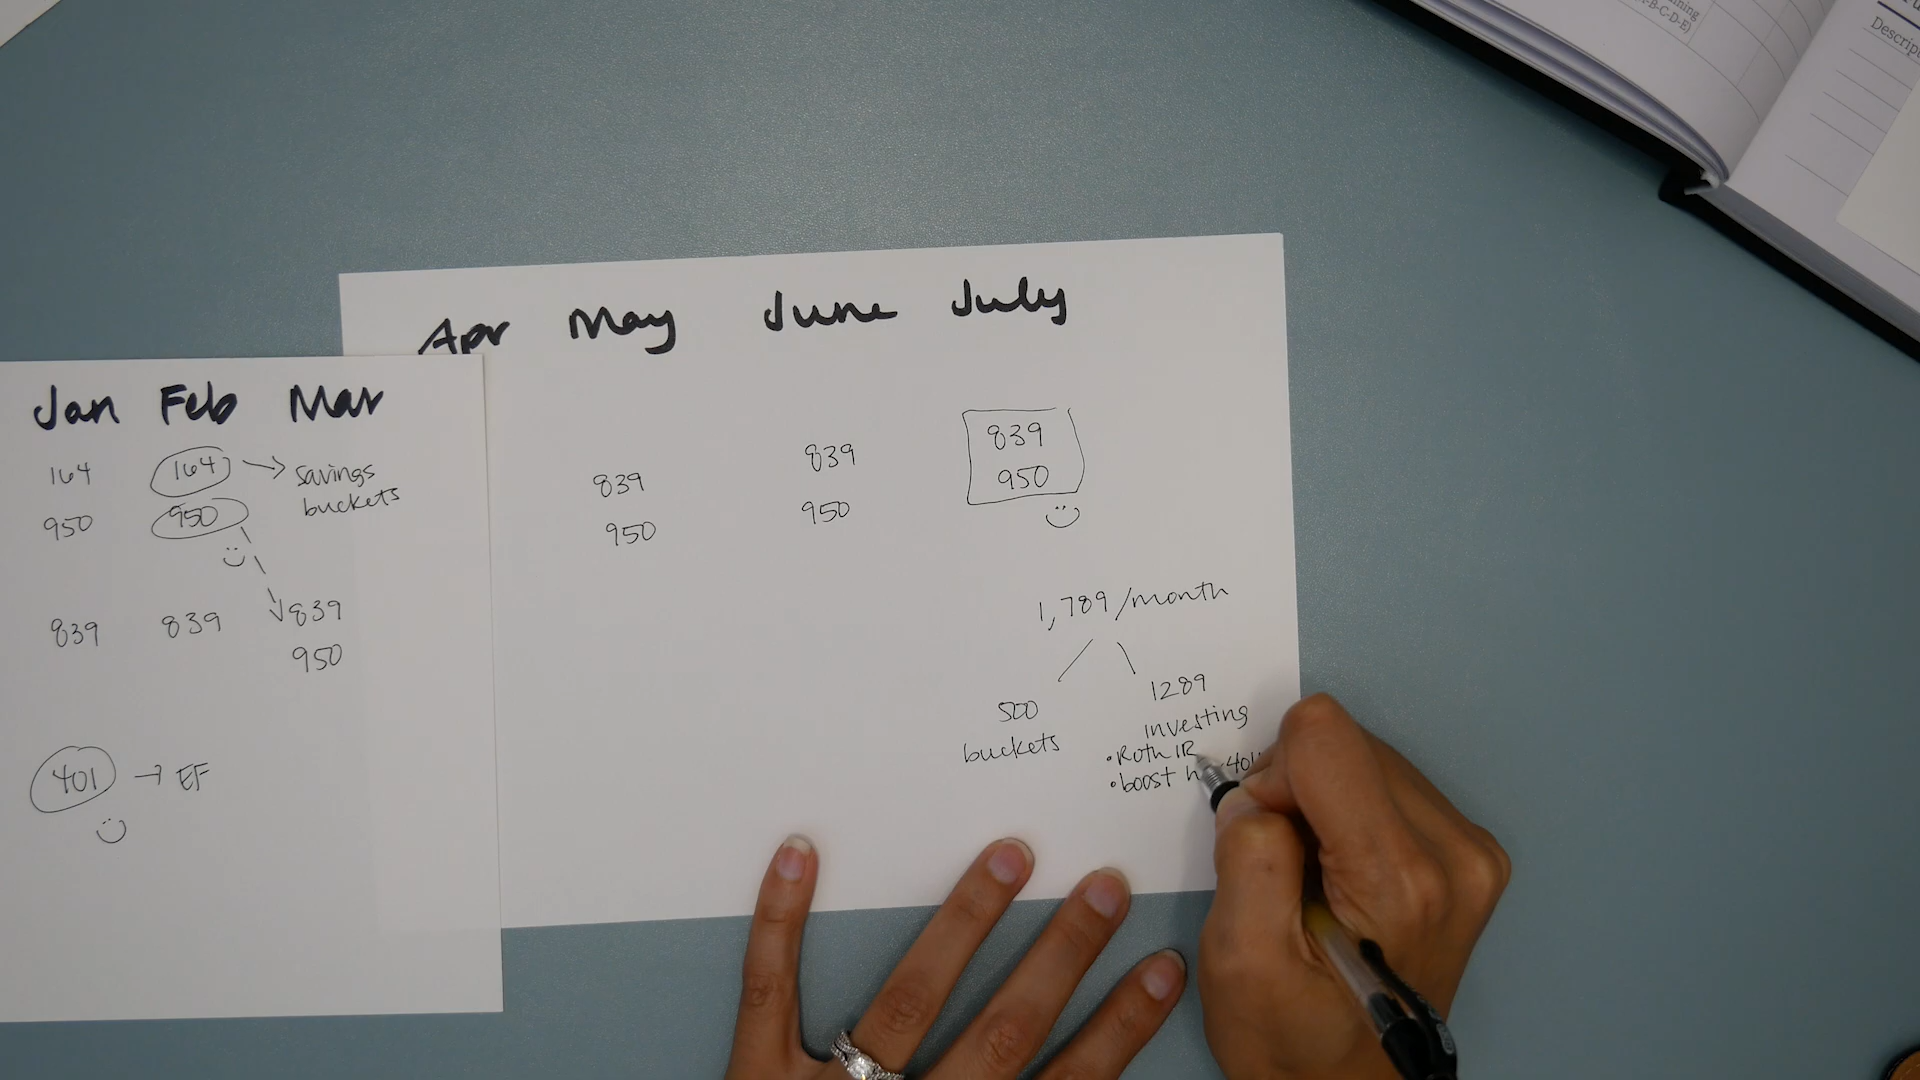 Jan Feb Mar
164 164 → savings
buckets
950 950
839 839 839
950
401 → EF
Apr May June July
839 839 839
950 950 950
1,789/month
500
buckets
1289
investing
• Roth IR
• boost
B-C-D-E)